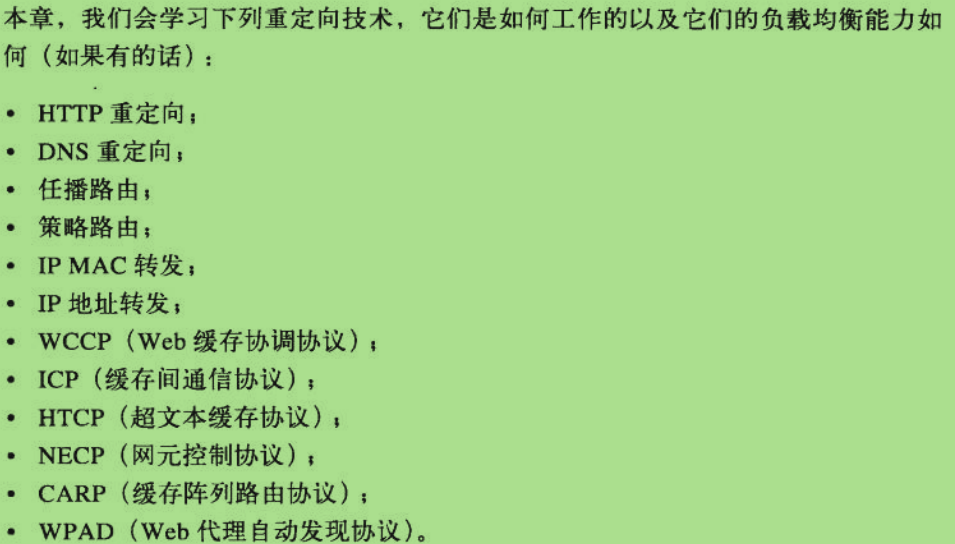 本章，我们会学习下列重定向技术，它们是如何工作的以及它们的负载均衡能力如
何（如果有的话）：
• HTTP 重定向；
• DNS 重定向；
• 任播路由；
• 策略路由；
• IP MAC 转发；
• IP 地址转发；
• WCCP（Web 缓存协调协议）；
• ICP（缓存间通信协议）；
• HTCP（超文本缓存协议）；
• NECP（网元控制协议）；
• CARP（缓存阵列路由协议）；
• WPAD（Web 代理自动发现协议）。